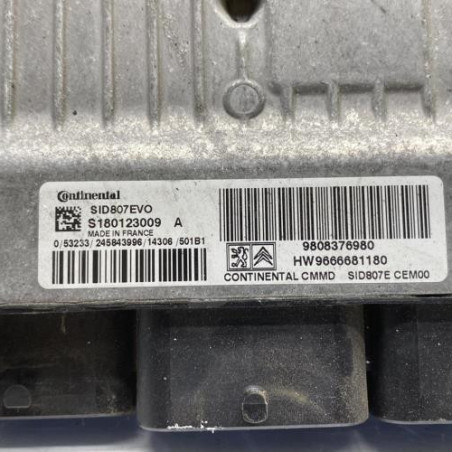 Continental
SID807EVO
S180123009 A
MADE IN FRANCE
0/53233/245843996/14306/501B1
9808376980
HW9666681180
CONTINENTAL CMMD SID807E CEM00